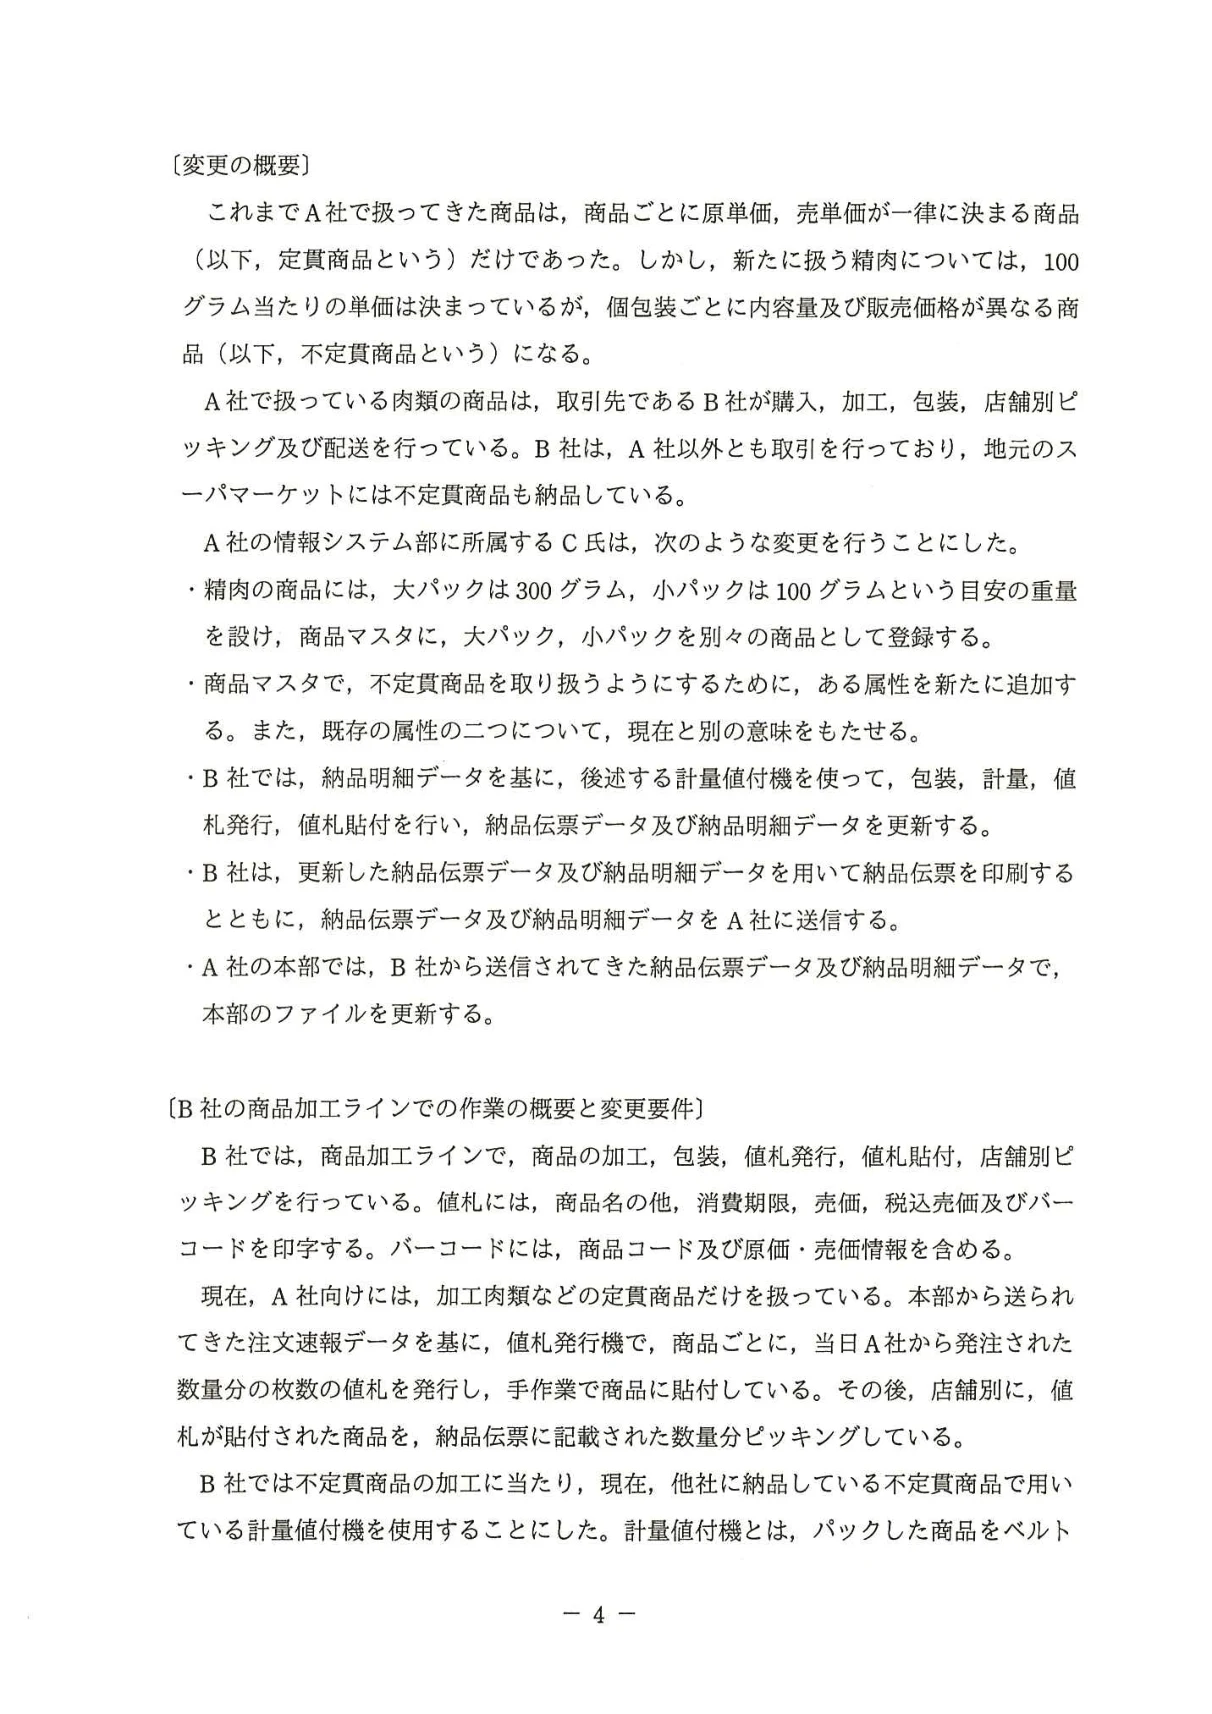 〔変更の概要〕
これまでA社で扱ってきた商品は，商品ごとに原単価，売単価が一律に決まる商品
（以下，定貫商品という）だけであった。しかし，新たに扱う精肉については，100
グラム当たりの単価は決まっているが，個包装ごとに内容量及び販売価格が異なる商
品（以下，不定貫商品という）になる。
A社で扱っている肉類の商品は，取引先であるB社が購入，加工，包装，店舗別ピ
ッキング及び配送を行っている。B社は，A社以外とも取引を行っており，地元のス
ーパマーケットには不定貫商品も納品している。
A社の情報システム部に所属するC氏は，次のような変更を行うことにした。
・精肉の商品には，大パックは300グラム，小パックは100グラムという目安の重量
を設け，商品マスタに，大パック，小パックを別々の商品として登録する。
・商品マスタで，不定貫商品を取り扱うようにするために，ある属性を新たに追加す
る。また，既存の属性の二つについて，現在と別の意味をもたせる。
・B社では，納品明細データを基に，後述する計量値付機を使って，包装，計量，値
札発行，値札貼付を行い，納品伝票データ及び納品明細データを更新する。
・B社は，更新した納品伝票データ及び納品明細データを用いて納品伝票を印刷する
とともに，納品伝票データ及び納品明細データをA社に送信する。
・A社の本部では，B社から送信されてきた納品伝票データ及び納品明細データで，
本部のファイルを更新する。
〔B社の商品加工ラインでの作業の概要と変更要件〕
B社では，商品加工ラインで，商品の加工，包装，値札発行，値札貼付，店舗別ピ
ッキングを行っている。値札には，商品名の他，消費期限，売価，税込売価及びバー
コードを印字する。バーコードには，商品コード及び原価・売価情報を含める。
現在，A社向けには，加工肉類などの定貫商品だけを扱っている。本部から送られ
てきた注文速報データを基に，値札発行機で，商品ごとに，当日A社から発注された
数量分の枚数の値札を発行し，手作業で商品に貼付している。その後，店舗別に，値
札が貼付された商品を，納品伝票に記載された数量分ピッキングしている。
B社では不定貫商品の加工に当たり，現在，他社に納品している不定貫商品で用い
ている計量値付機を使用することにした。計量値付機とは，パックした商品をベルト
－ 4 －